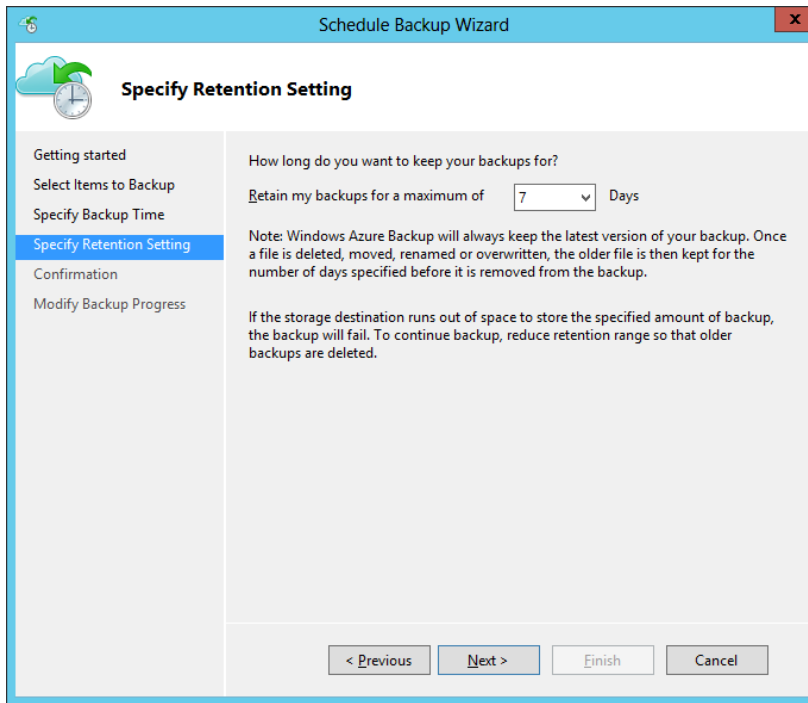 Schedule Backup Wizard
x
Specify Retention Setting
Getting started
Select Items to Backup
Specify Backup Time
Specify Retention Setting
Confirmation
Modify Backup Progress
How long do you want to keep your backups for?
Retain my backups for a maximum of 7 Days
Note: Windows Azure Backup will always keep the latest version of your backup. Once
a file is deleted, moved, renamed or overwritten, the older file is then kept for the
number of days specified before it is removed from the backup.
If the storage destination runs out of space to store the specified amount of backup,
the backup will fail. To continue backup, reduce retention range so that older
backups are deleted.
< Previous Next > Finish Cancel